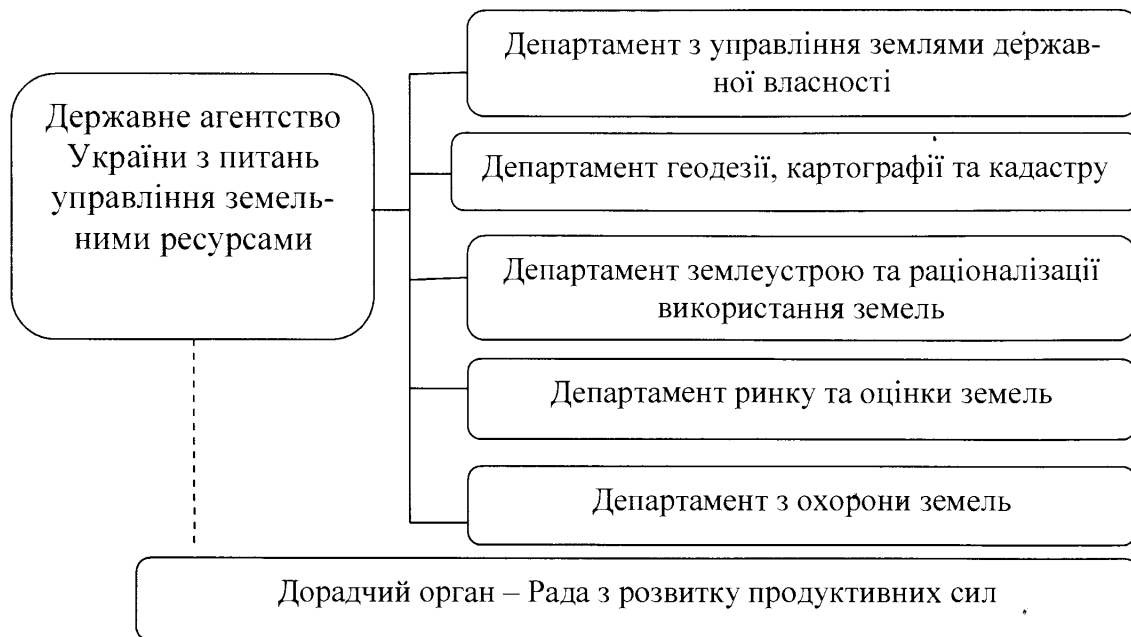 Державне агентство
України з питань
управління земель-
ними ресурсами
Департамент з управління землями держав-
ної власності
Департамент геодезії, картографії та кадастру
Департамент землеустрою та раціоналізації
використання земель
Департамент ринку та оцінки земель
Департамент з охорони земель
Дорадчий орган – Рада з розвитку продуктивних сил